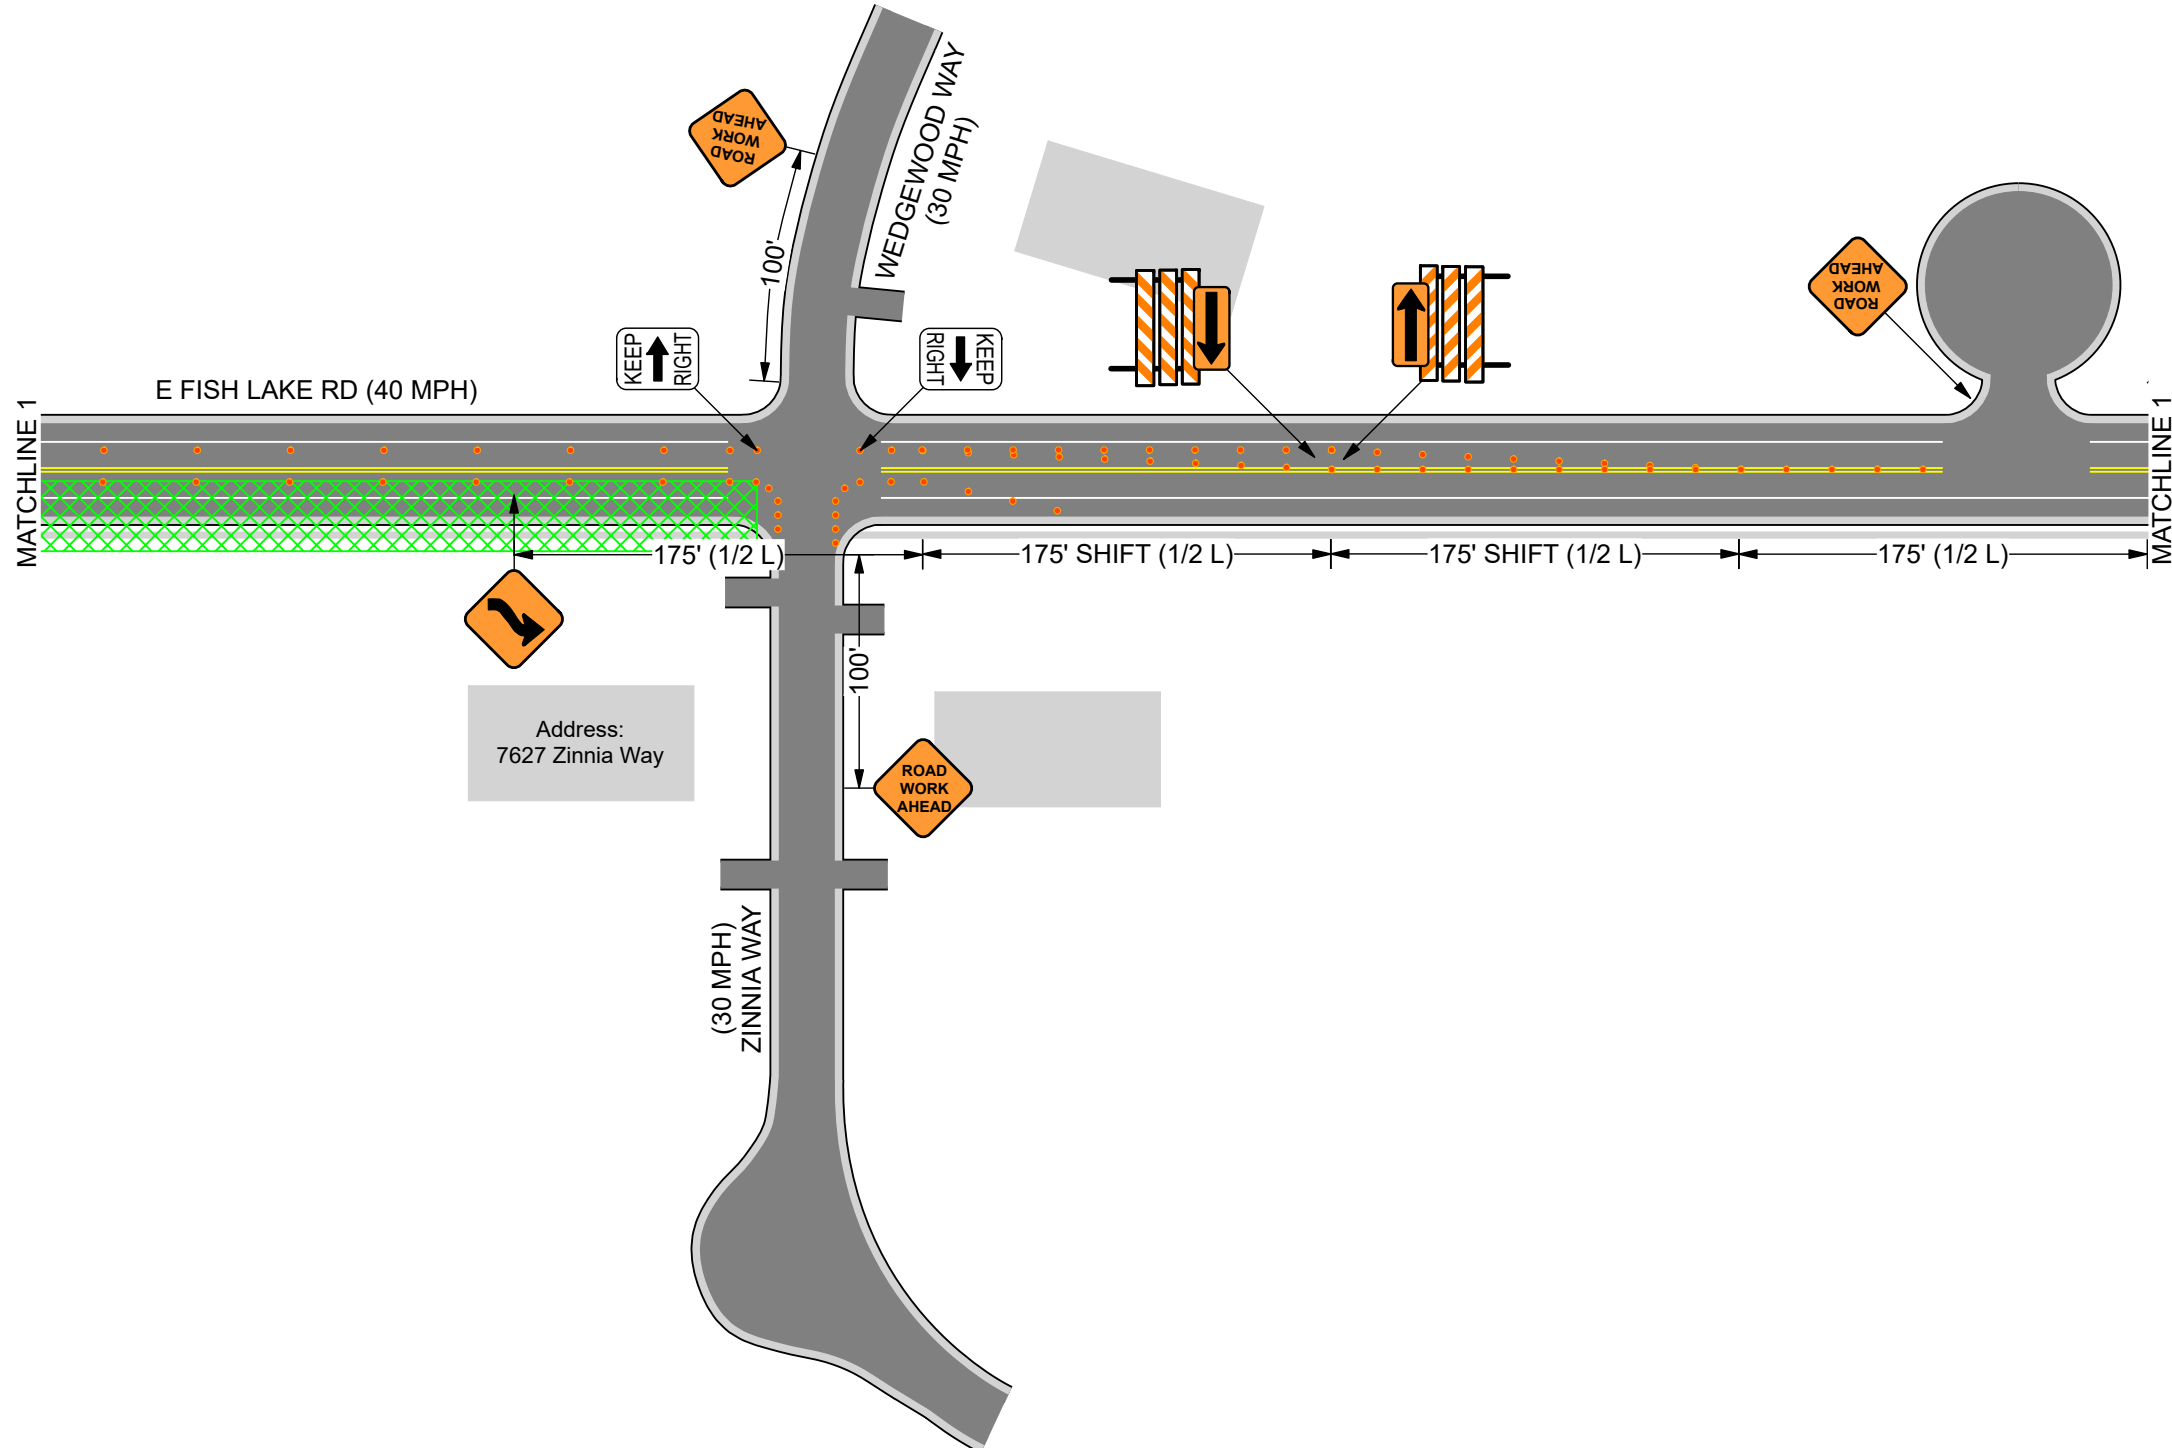 WEDGEWOOD WAY
(30 MPH)
ROAD
WORK
AHEAD
100'
KEEP
RIGHT
KEEP
RIGHT
ROAD
WORK
AHEAD
E FISH LAKE RD (40 MPH)
MATCHLINE 1
MATCHLINE 1
175' (1/2 L)
175' SHIFT (1/2 L)
175' SHIFT (1/2 L)
175' (1/2 L)
100'
Address:
7627 Zinnia Way
ROAD
WORK
AHEAD
(30 MPH)
ZINNIA WAY